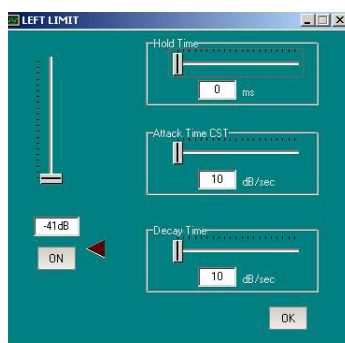 LEFT LIMIT
Hold Time
0 ms
Attack Time CST
10 dB/sec
-41dB
ON
Decay Time
10 dB/sec
OK